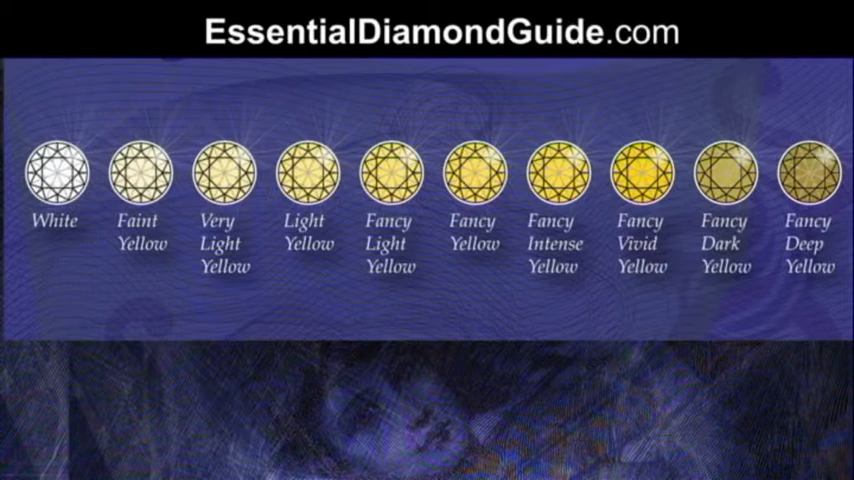 EssentialDiamondGuide.com
White
Faint
Yellow
Very
Light
Yellow
Light
Yellow
Fancy
Light
Yellow
Fancy
Yellow
Fancy
Intense
Yellow
Fancy
Vivid
Yellow
Fancy
Dark
Yellow
Fancy
Deep
Yellow